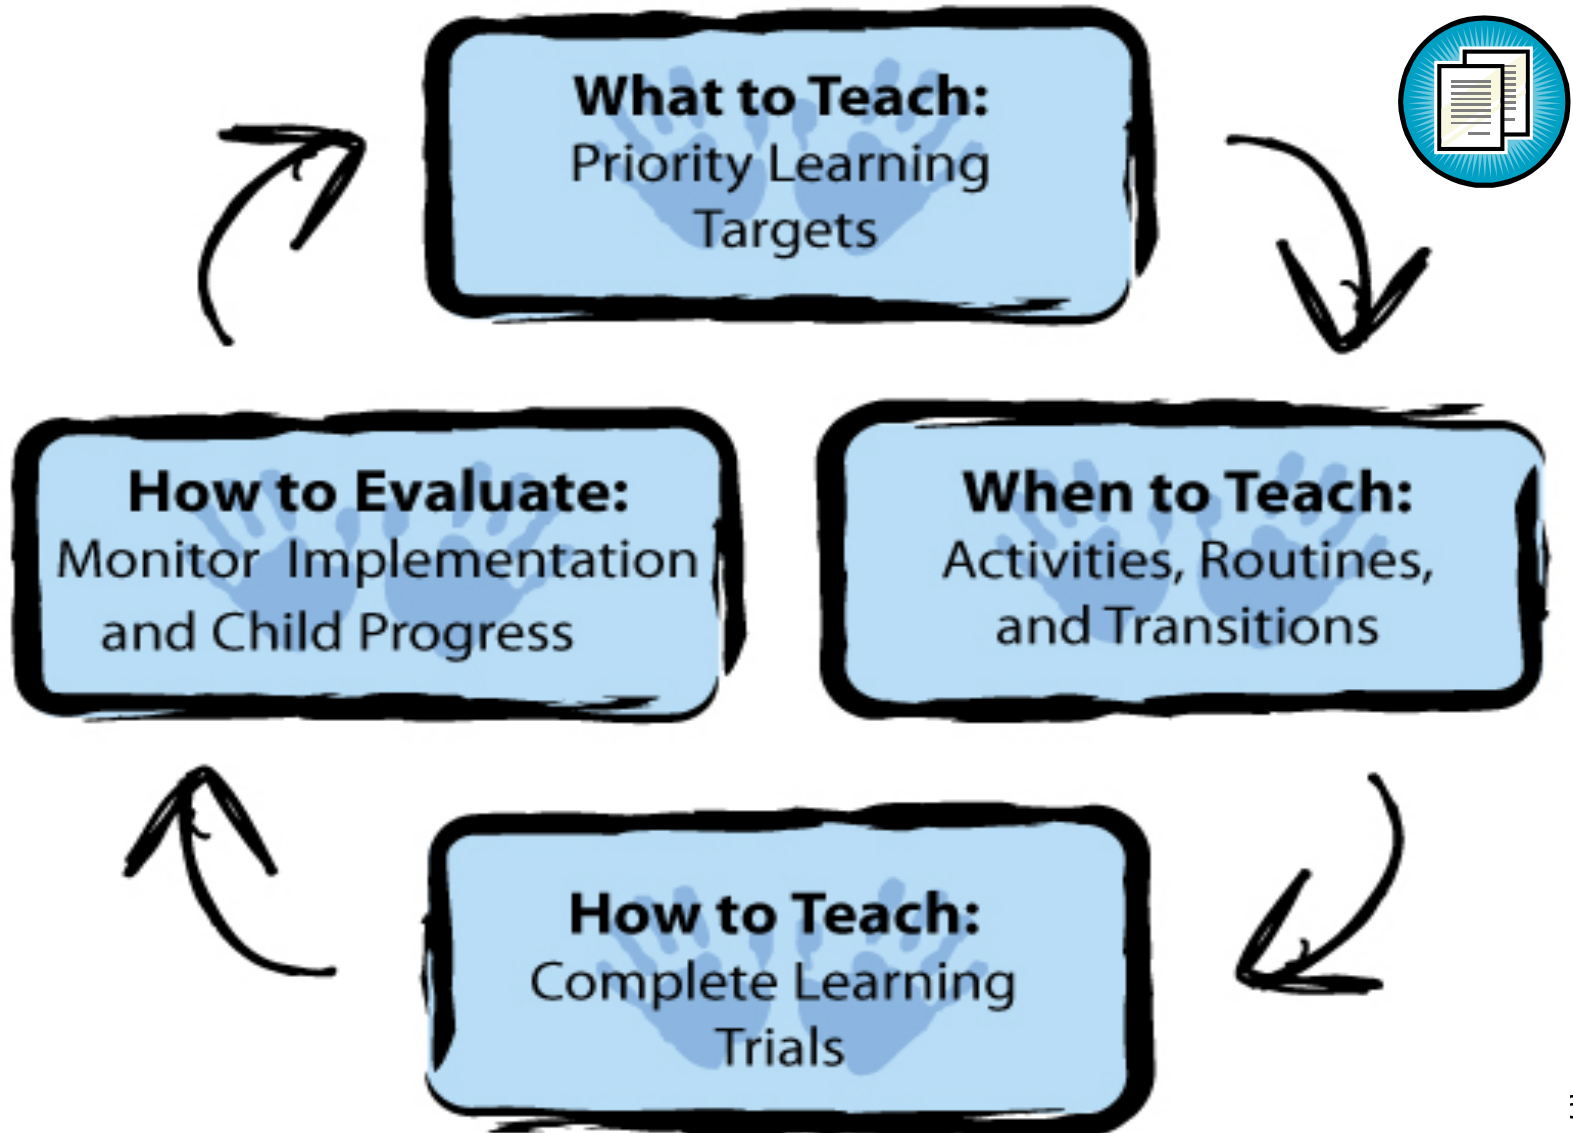 What to Teach:
Priority Learning
Targets
How to Evaluate:
Monitor Implementation
and Child Progress
When to Teach:
Activities, Routines,
and Transitions
How to Teach:
Complete Learning
Trials